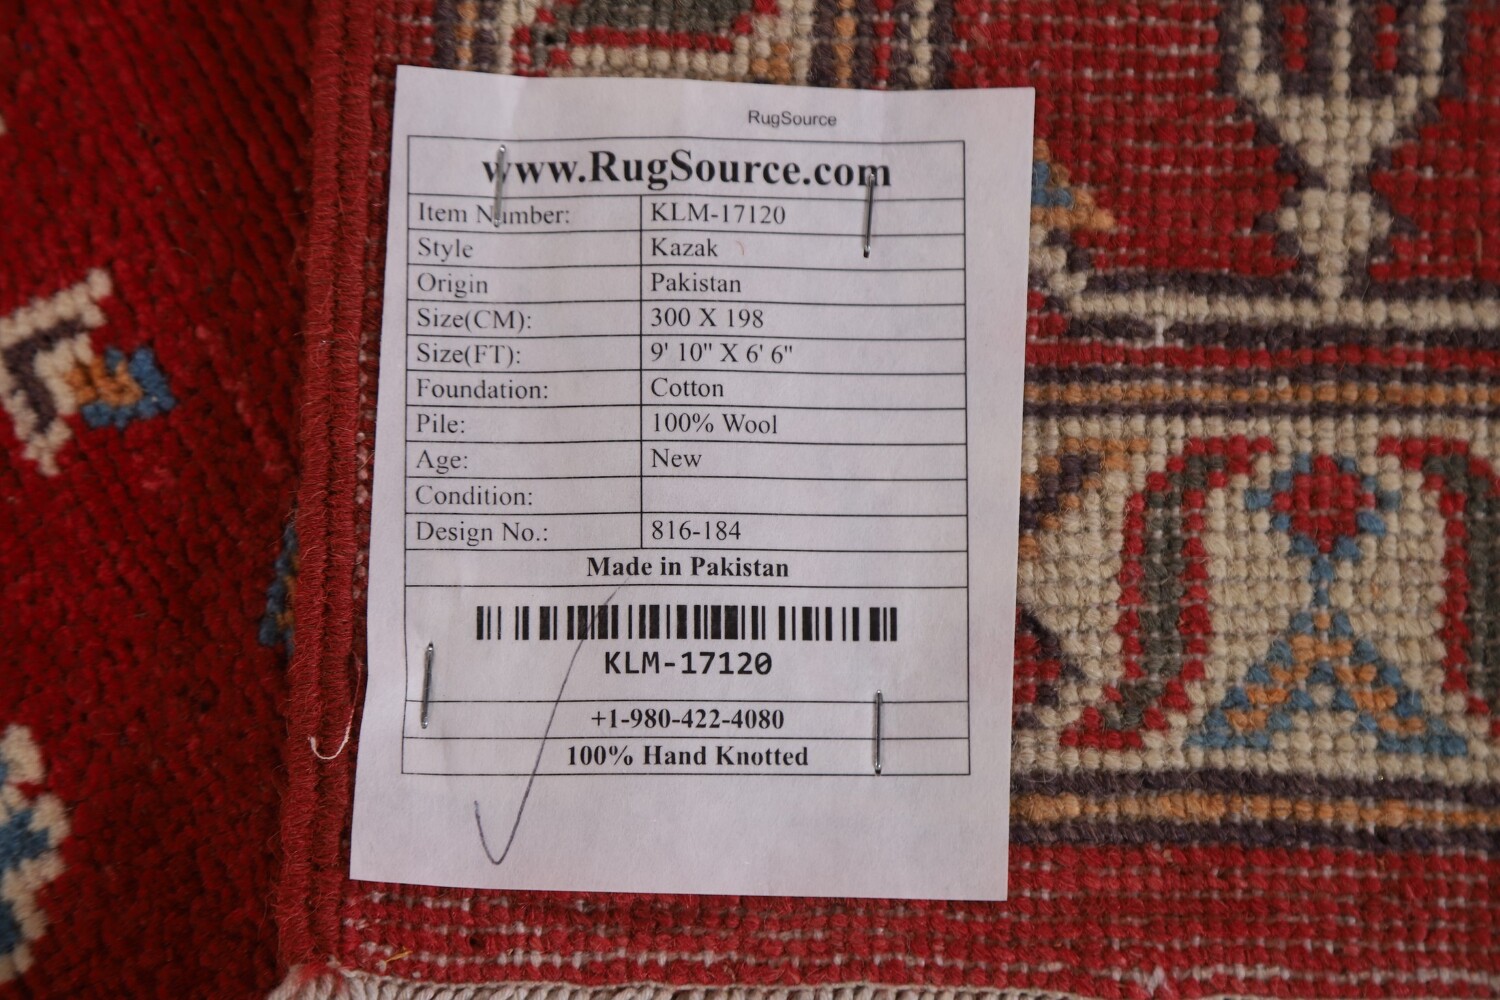 RugSource
www.RugSource.com
Item Number: KLM-17120
Style Kazak
Origin Pakistan
Size(CM): 300 X 198
Size(FT): 9' 10" X 6' 6"
Foundation: Cotton
Pile: 100% Wool
Age: New
Condition:
Design No.: 816-184
Made in Pakistan
KLM-17120
+1-980-422-4080
100% Hand Knotted